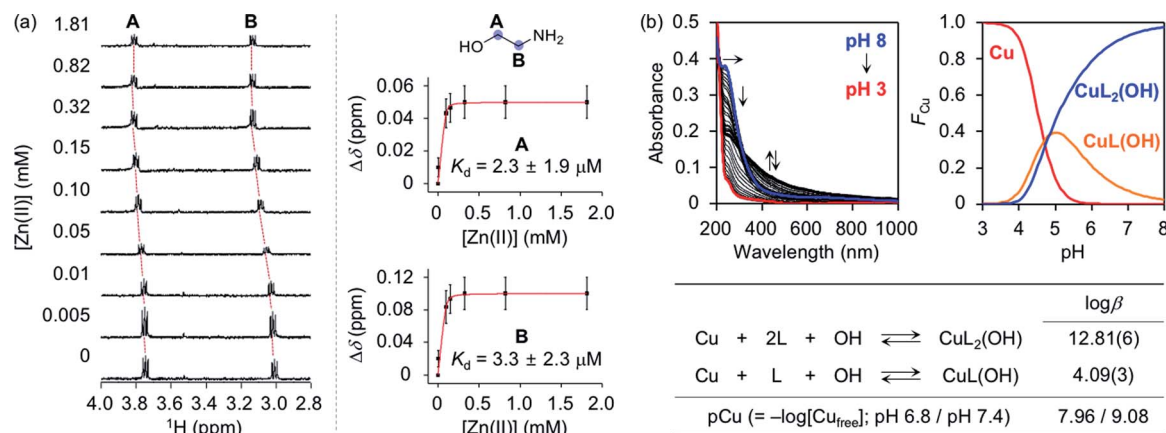 (a)
A
B
1.81
0.82
0.32
0.15
0.10
0.05
0.01
0.005
0
[Zn(II)] (mM)
4.0 3.8 3.6 3.4 3.2 3.0 2.8
¹H (ppm)
A
HO
NH₂
B
0.06
0.04
0.02
0
Δδ (ppm)
A
Kd = 2.3 ± 1.9 μM
0 0.5 1.0 1.5 2.0
[Zn(II)] (mM)
0.12
0.09
0.06
0.03
0
Δδ (ppm)
B
Kd = 3.3 ± 2.3 μM
0 0.5 1.0 1.5 2.0
[Zn(II)] (mM)
(b)
0.5
0.4
0.3
0.2
0.1
0
Absorbance
pH 8
pH 3
200 400 600 800 1000
Wavelength (nm)
1.0
0.8
0.6
0.4
0.2
0.0
FCu
Cu
CuL₂(OH)
CuL(OH)
3 4 5 6 7 8
pH
logβ
Cu + 2L + OH ⇌ CuL₂(OH) 12.81(6)
Cu + L + OH ⇌ CuL(OH) 4.09(3)
pCu (= –log[Cufree]; pH 6.8 / pH 7.4) 7.96 / 9.08